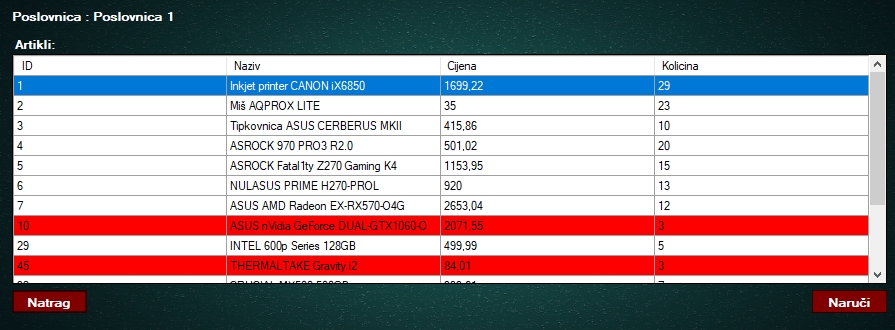 Poslovnica : Poslovnica 1
Artikli:
ID Naziv Cijena Kolicina
1 Inkjet printer CANON iX6850 1699,22 29
2 Miš AQPROX LITE 35 23
3 Tipkovnica ASUS CERBERUS MKII 415,86 10
4 ASROCK 970 PRO3 R2.0 501,02 20
5 ASROCK Fatal1ty Z270 Gaming K4 1153,95 15
6 NULASUS PRIME H270-PROL 920 13
7 ASUS AMD Radeon EX-RX570-O4G 2653,04 12
10 ASUS nVidia GeForce DUAL-GTX1060-O 2071,55 3
29 INTEL 600p Series 128GB 499,99 5
45 THERMALTAKE Gravity i2 84,01 3
Natrag Naruči